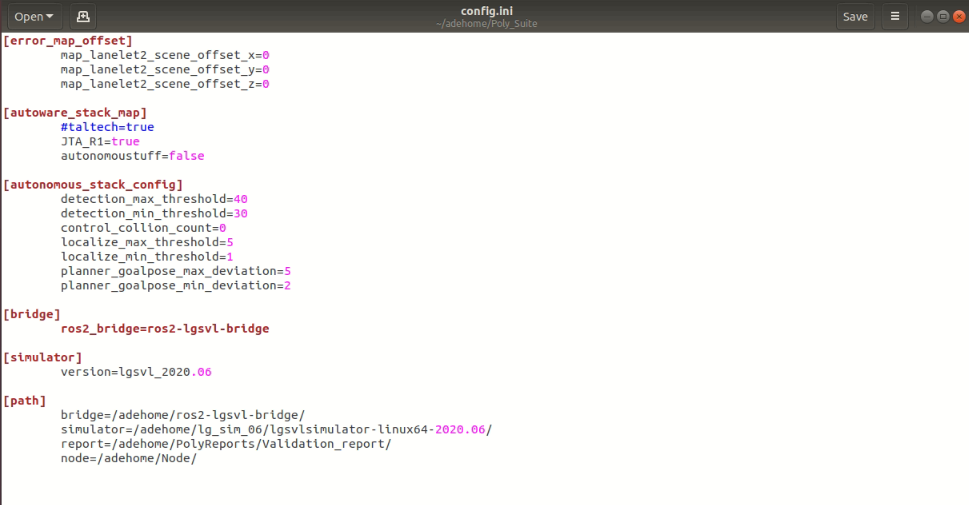 Open
config.ini
~/adehome/Poly_Suite
Save
[error_map_offset]
map_lanelet2_scene_offset_x=0
map_lanelet2_scene_offset_y=0
map_lanelet2_scene_offset_z=0
[autoware_stack_map]
#taltech=true
JTA_R1=true
autonomoustuff=false
[autonomous_stack_config]
detection_max_threshold=40
detection_min_threshold=30
control_collion_count=0
localize_max_threshold=5
localize_min_threshold=1
planner_goalpose_max_deviation=5
planner_goalpose_min_deviation=2
[bridge]
ros2_bridge=ros2-lgsvl-bridge
[simulator]
version=lgsvl_2020.06
[path]
bridge=/adehome/ros2-lgsvl-bridge/
simulator=/adehome/lg_sim_06/lgsvlsimulator-linux64-2020.06/
report=/adehome/PolyReports/Validation_report/
node=/adehome/Node/